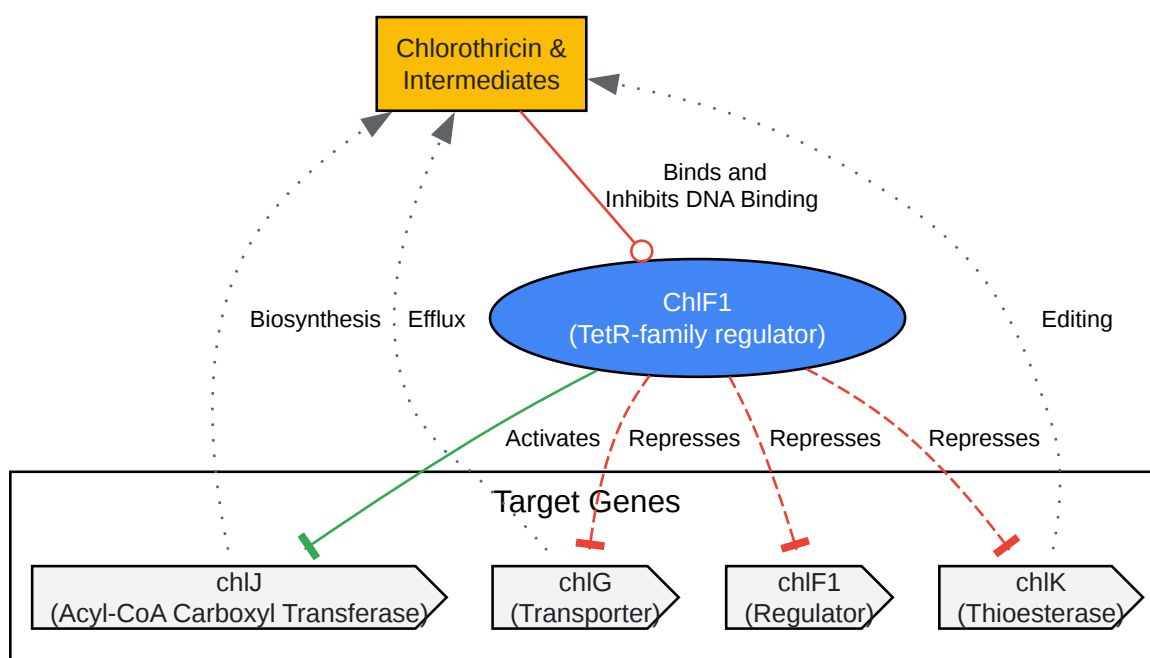 Chlorothricin &
Intermediates
Binds and
Inhibits DNA Binding
ChlF1
(TetR-family regulator)
Biosynthesis
Efflux
Editing
Activates
Represses
Represses
Represses
Target Genes
chlJ
(Acyl-CoA Carboxyl Transferase)
chlG
(Transporter)
chlF1
(Regulator)
chlK
(Thioesterase)